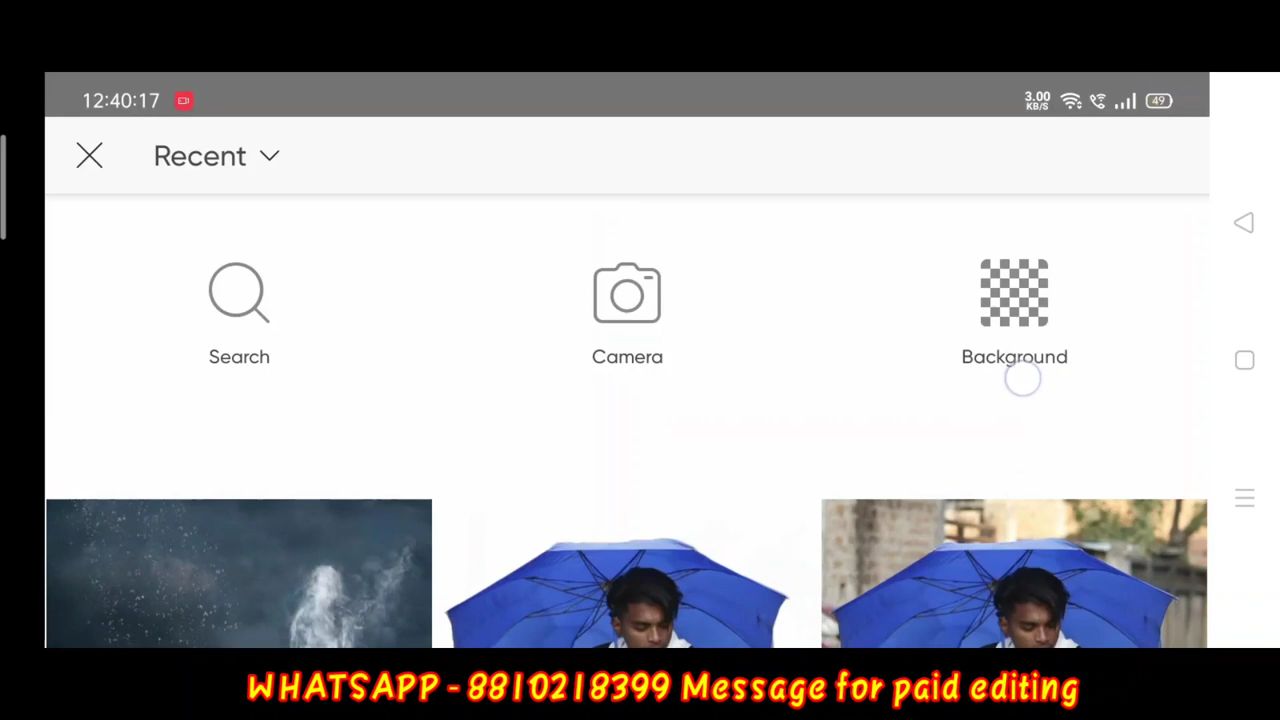 12:40:17
3.00
KB/S
49
Recent
Search
Camera
Background
WHATSAPP - 8810218399 Message for paid editing